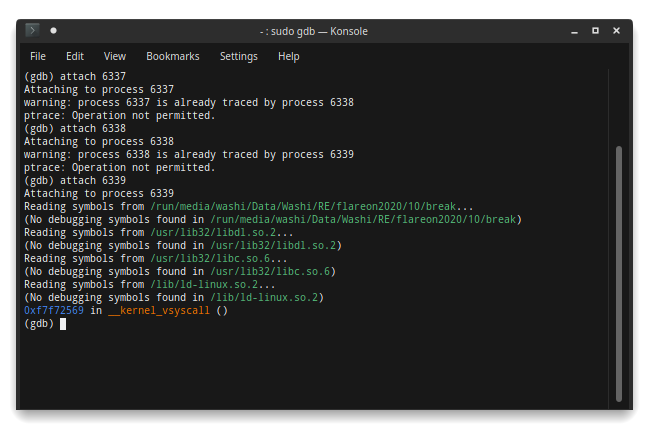 - : sudo gdb — Konsole
File Edit View Bookmarks Settings Help
(gdb) attach 6337
Attaching to process 6337
warning: process 6337 is already traced by process 6338
ptrace: Operation not permitted.
(gdb) attach 6338
Attaching to process 6338
warning: process 6338 is already traced by process 6339
ptrace: Operation not permitted.
(gdb) attach 6339
Attaching to process 6339
Reading symbols from /run/media/washi/Data/Washi/RE/flareon2020/10/break...
(No debugging symbols found in /run/media/washi/Data/Washi/RE/flareon2020/10/break)
Reading symbols from /usr/lib32/libdl.so.2...
(No debugging symbols found in /usr/lib32/libdl.so.2)
Reading symbols from /usr/lib32/libc.so.6...
(No debugging symbols found in /usr/lib32/libc.so.6)
Reading symbols from /lib/ld-linux.so.2...
(No debugging symbols found in /lib/ld-linux.so.2)
0xf7f72569 in __kernel_vsyscall ()
(gdb)